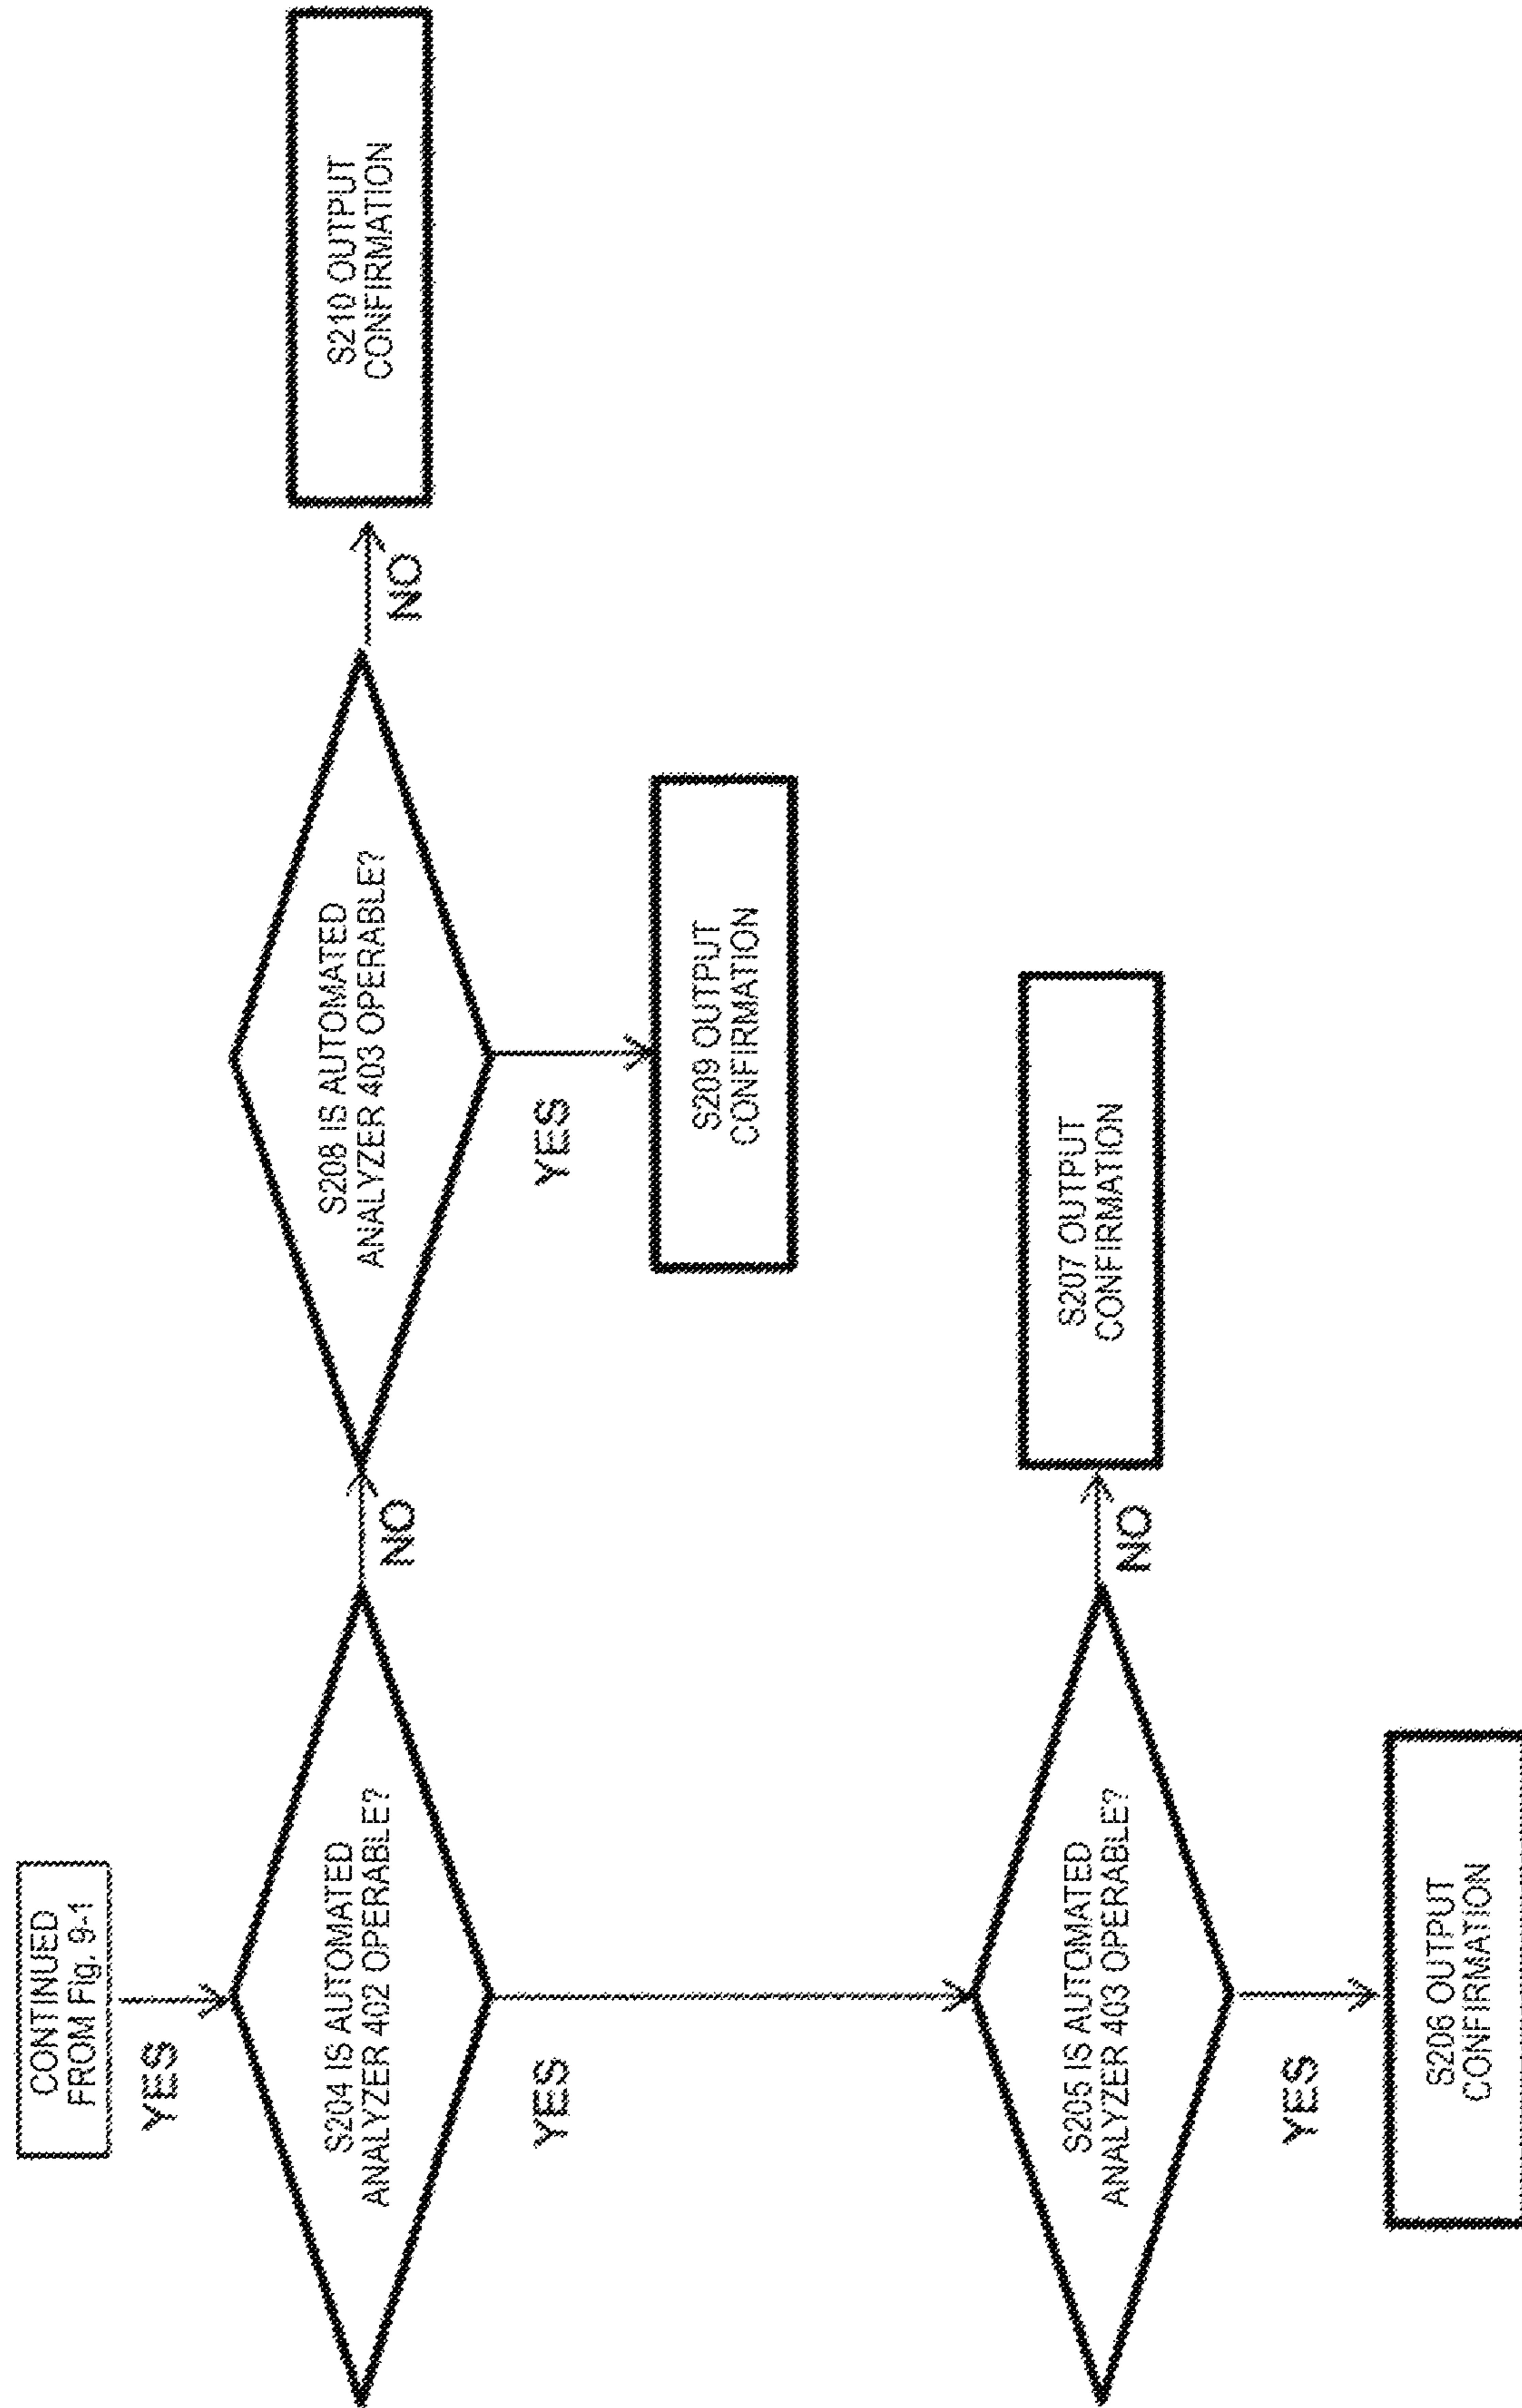 CONTINUED
FROM Fig. 9-1
YES
S204 IS AUTOMATED
ANALYZER 402 OPERABLE?
NO
S208 IS AUTOMATED
ANALYZER 403 OPERABLE?
NO
S210 OUTPUT
CONFIRMATION
YES
S209 OUTPUT
CONFIRMATION
YES
S205 IS AUTOMATED
ANALYZER 403 OPERABLE?
NO
S207 OUTPUT
CONFIRMATION
YES
S206 OUTPUT
CONFIRMATION